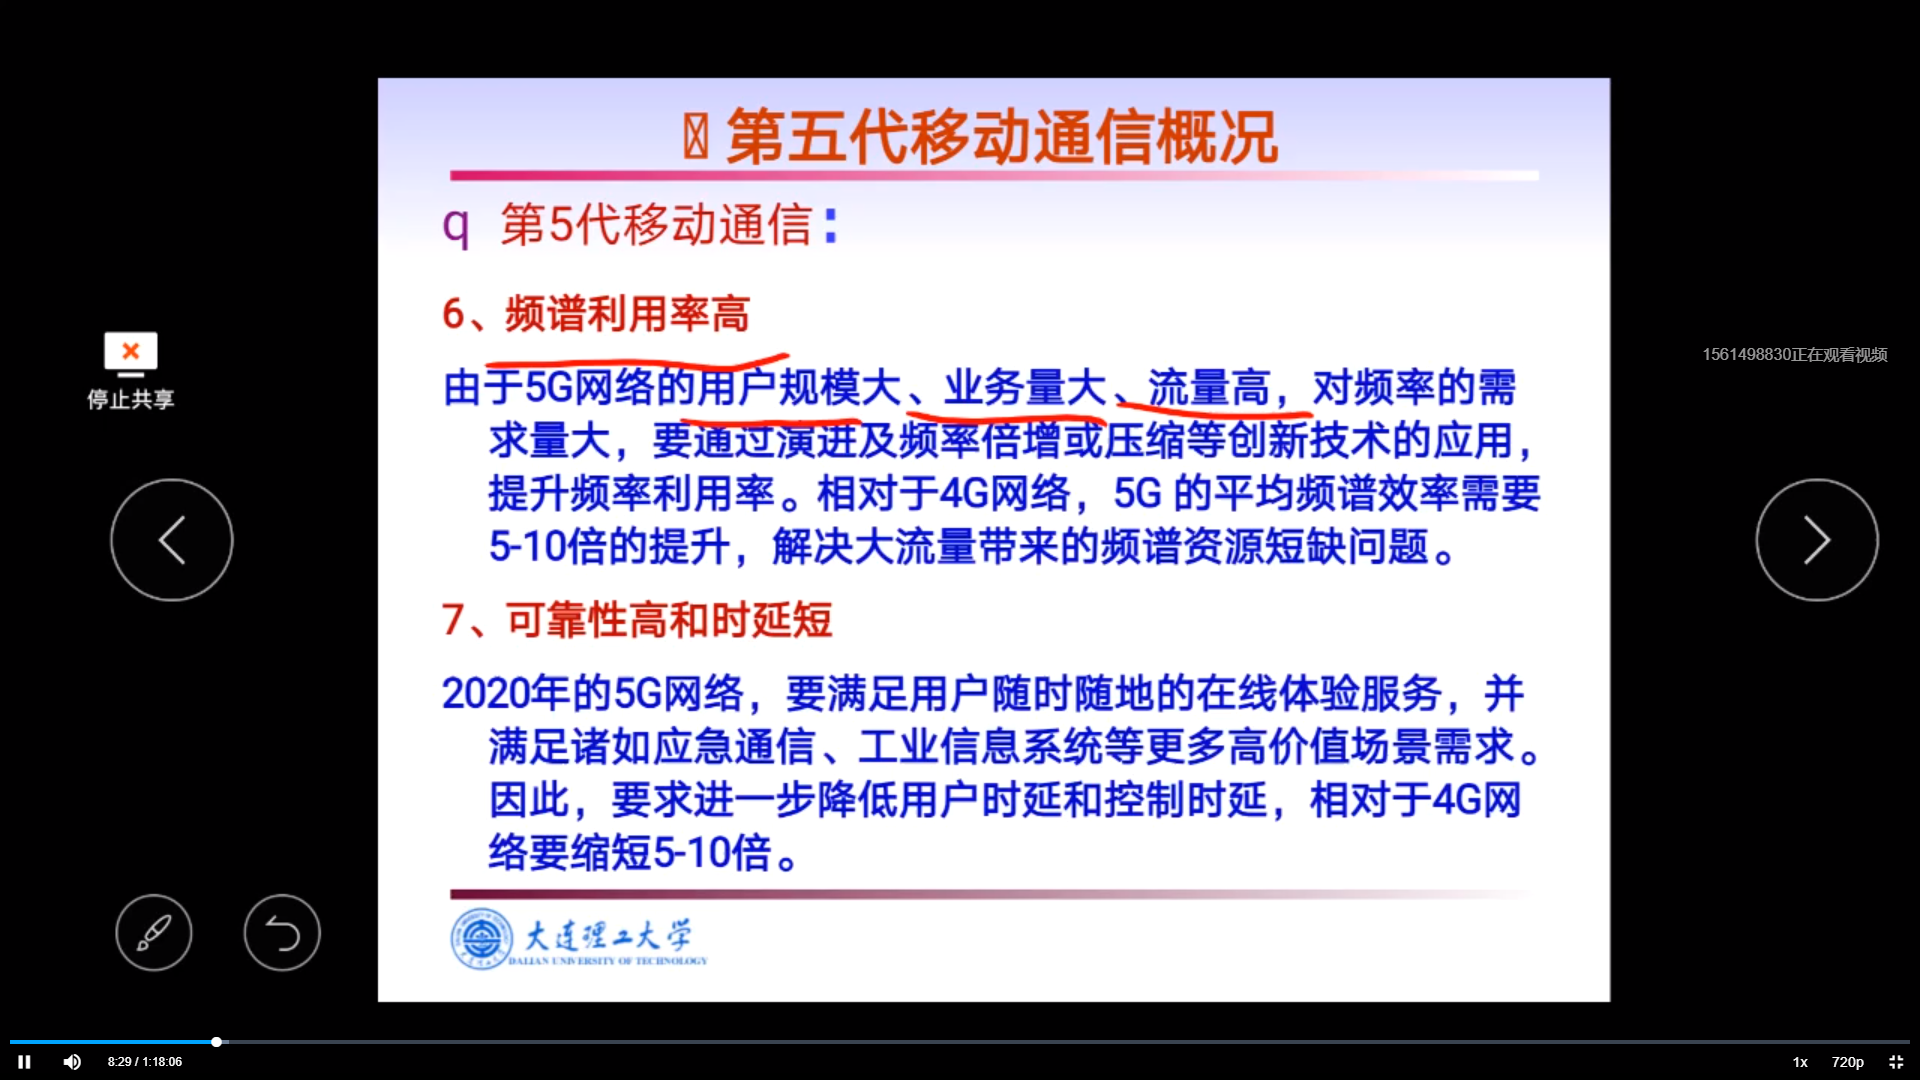 第五代移动通信概况
q 第5代移动通信：
6、频谱利用率高
由于5G网络的用户规模大、业务量大、流量高，对频率的需
求量大，要通过演进及频率倍增或压缩等创新技术的应用，
提升频率利用率。相对于4G网络，5G 的平均频谱效率需要
5-10倍的提升，解决大流量带来的频谱资源短缺问题。
7、可靠性高和时延短
2020年的5G网络，要满足用户随时随地的在线体验服务，并
满足诸如应急通信、工业信息系统等更多高价值场景需求。
因此，要求进一步降低用户时延和控制时延，相对于4G网
络要缩短5-10倍。
大连理工大学
DALIAN UNIVERSITY OF TECHNOLOGY
停止共享
1561498830正在观看视频
8:29 / 1:18:06
1x
720p